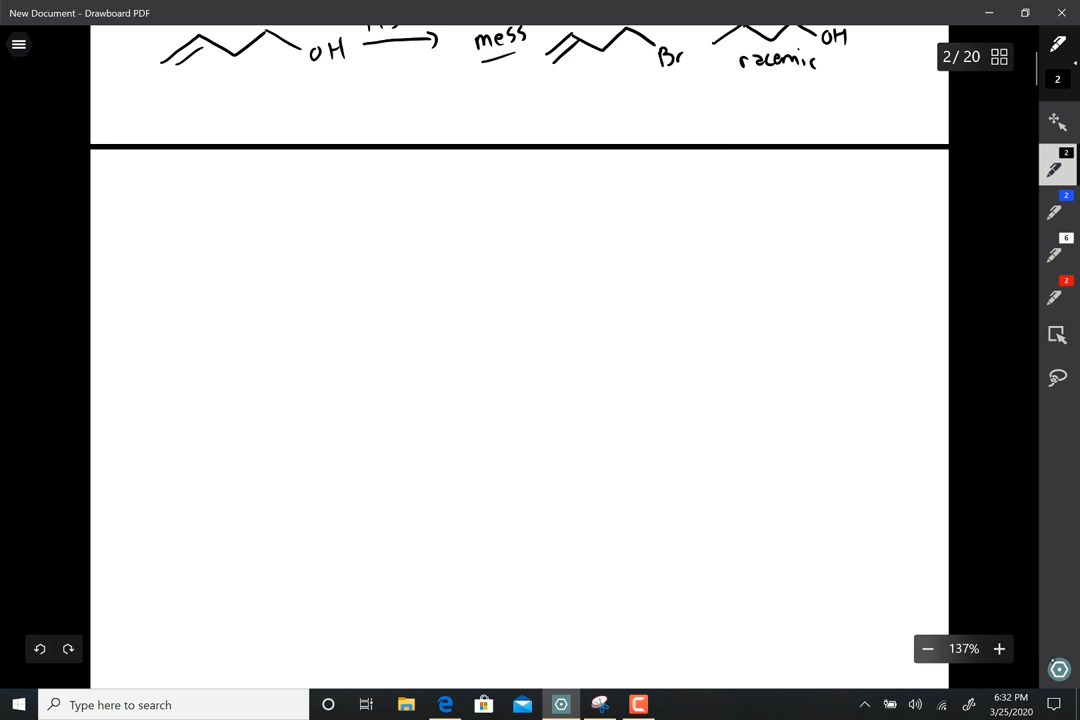 New Document - Drawboard PDF
OH
mess
Br
OH
racemic
2 / 20
2
2
2
6
2
137%
Type here to search
6:32 PM
3/25/2020